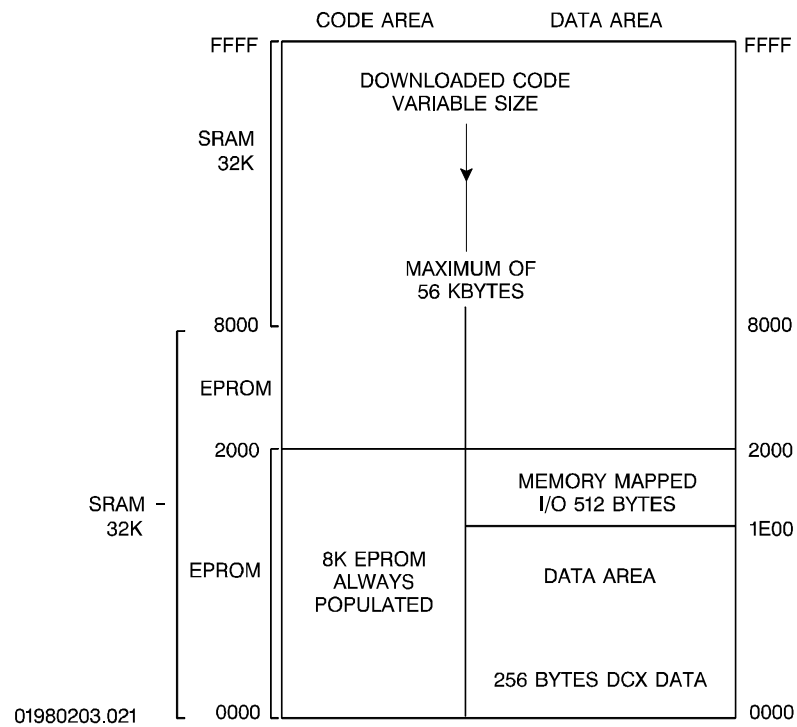 CODE AREA DATA AREA
FFFF FFFF
DOWNLOADED CODE
VARIABLE SIZE
SRAM
32K
MAXIMUM OF
56 KBYTES
8000 8000
EPROM
2000 2000
MEMORY MAPPED
I/O 512 BYTES
SRAM
32K
1E00
8K EPROM
ALWAYS
POPULATED
EPROM
DATA AREA
256 BYTES DCX DATA
01980203.021 0000 0000